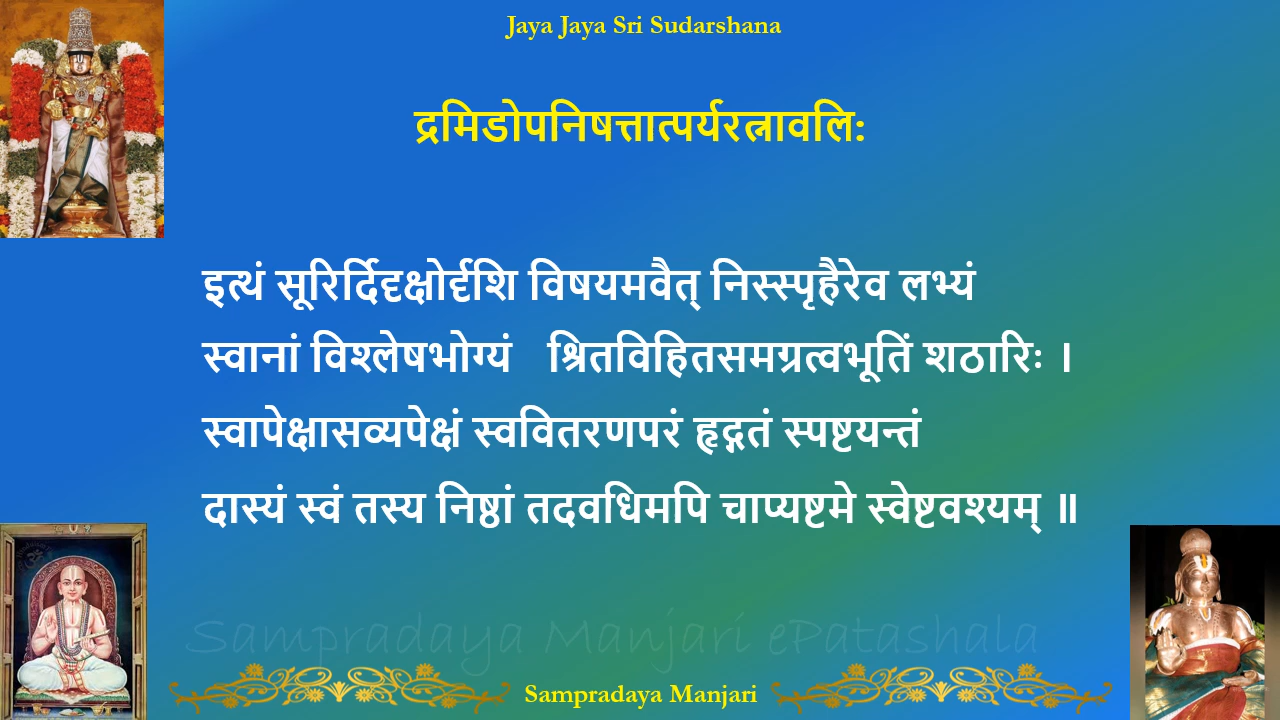 Jaya Jaya Sri Sudarshana
द्रमिडोपनिषत्तात्पर्यरत्नावलिः
इत्थं सूरिर्दिदृक्षोर्दृशि विषयमवैत् निस्स्पृहैरेव लभ्यं
स्वानां विश्लेषभोग्यं श्रितविहितसमग्रत्वभूतिं शठारिः ।
स्वापेक्षासव्यपेक्षं स्ववितरणपरं हृद्गतं स्पष्टयन्तं
दास्यं स्वं तस्य निष्ठां तदवधिमपि चाप्यष्टमे स्वेष्टवश्यम् ॥
Sampradaya Manjari ePatashala
Sampradaya Manjari